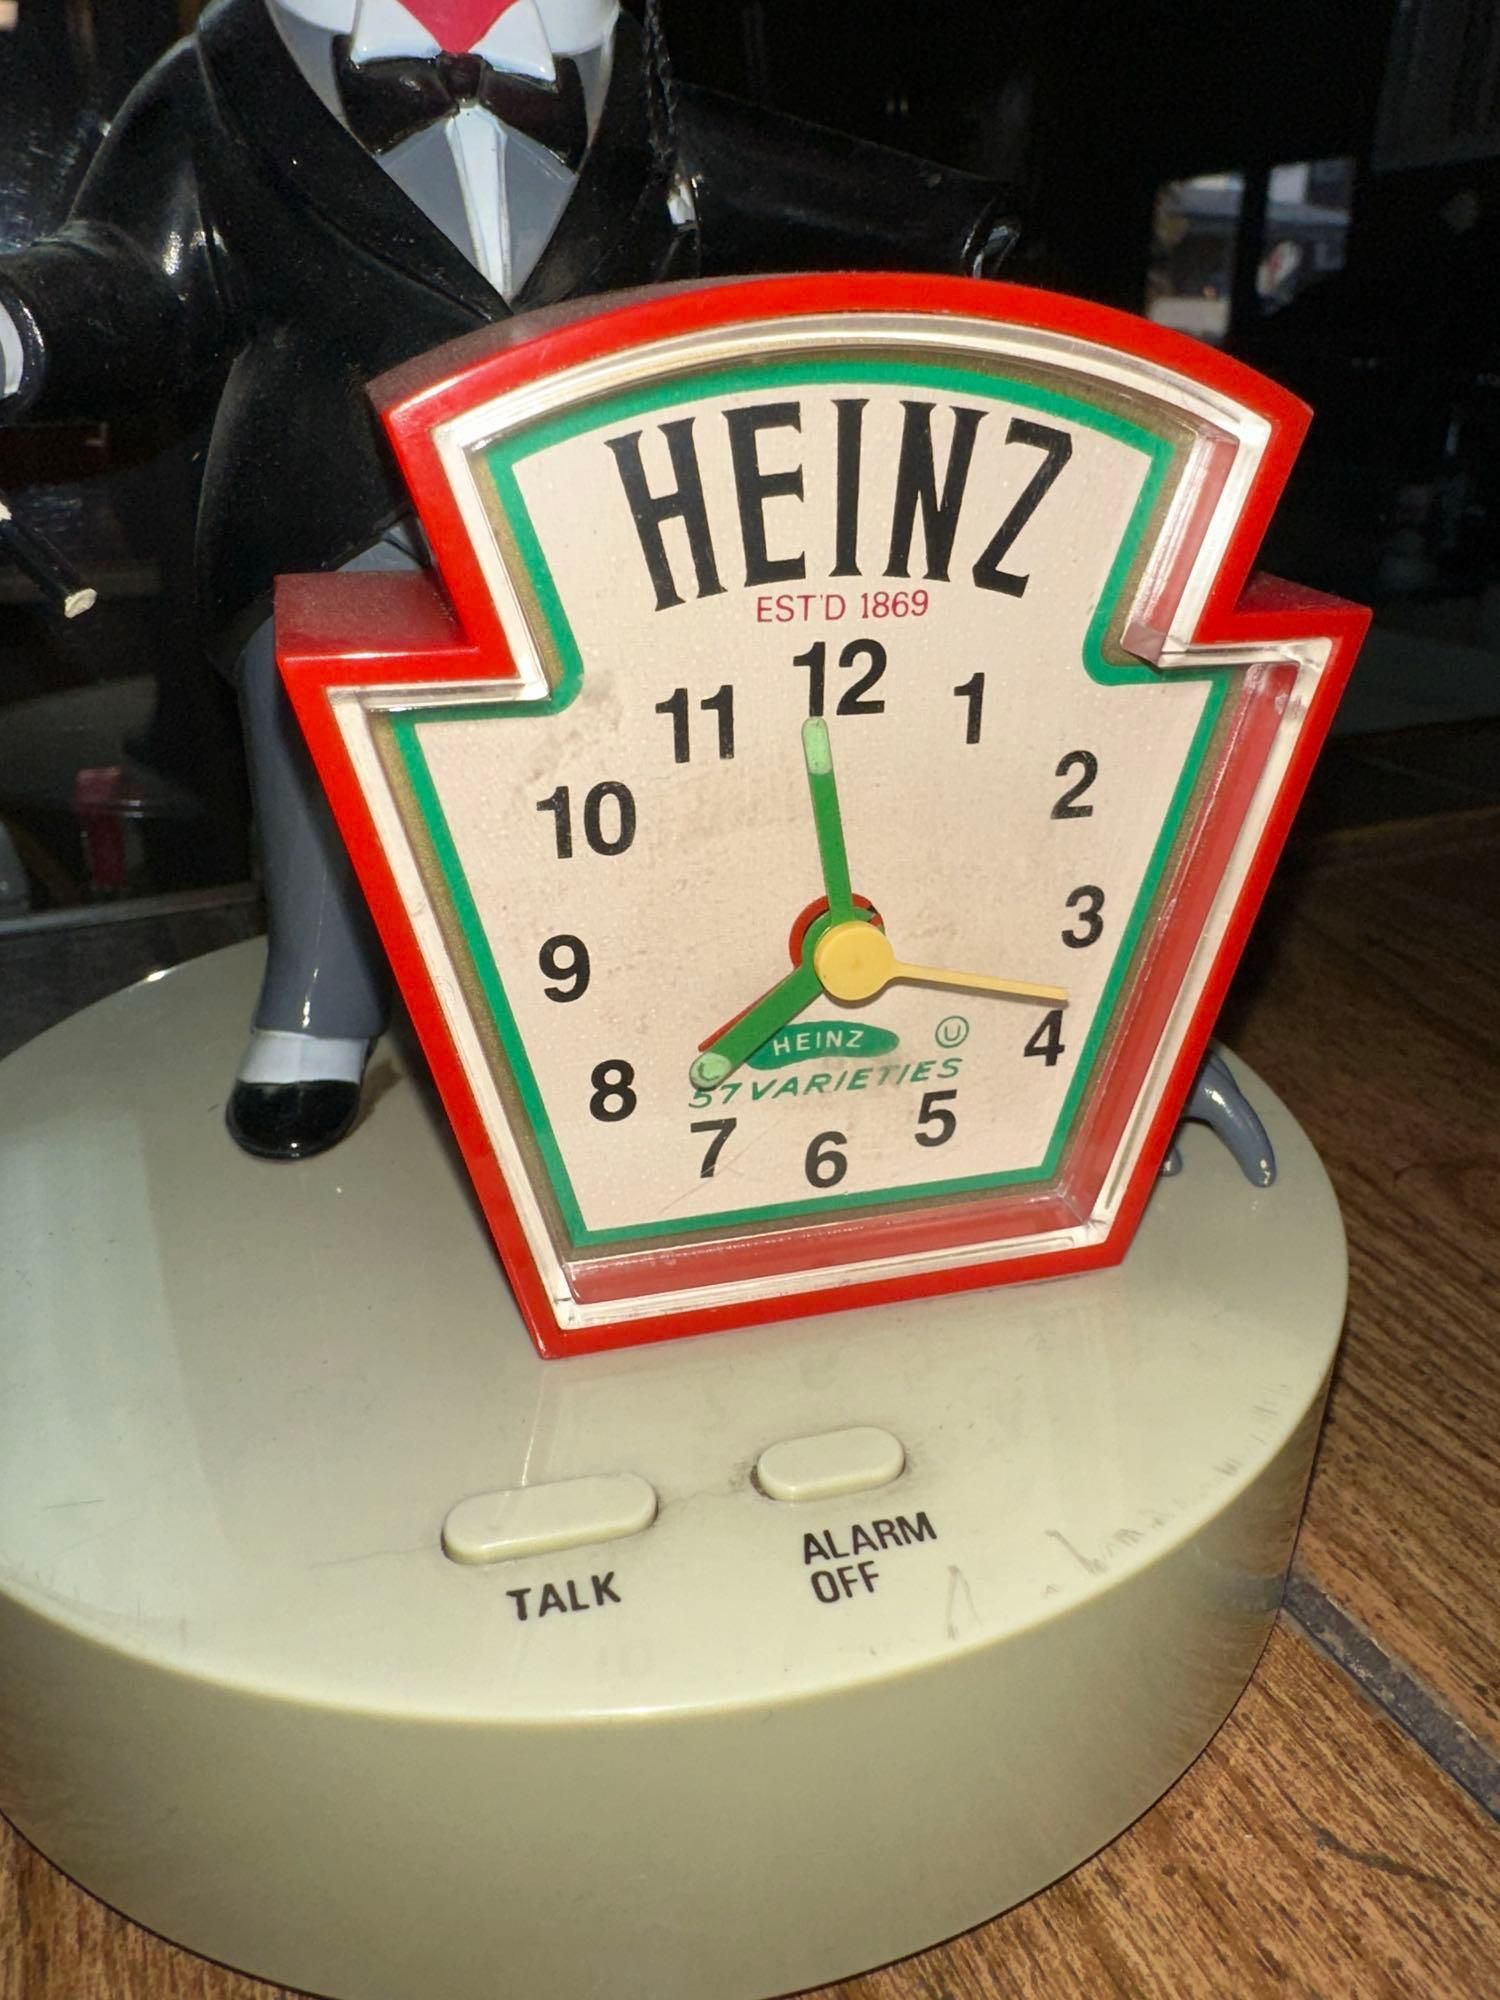 HEINZ
EST'D 1869
12
11
1
10
2
9
3
8
4
7
6
5
HEINZ
U
57 VARIETIES
TALK
ALARM
OFF